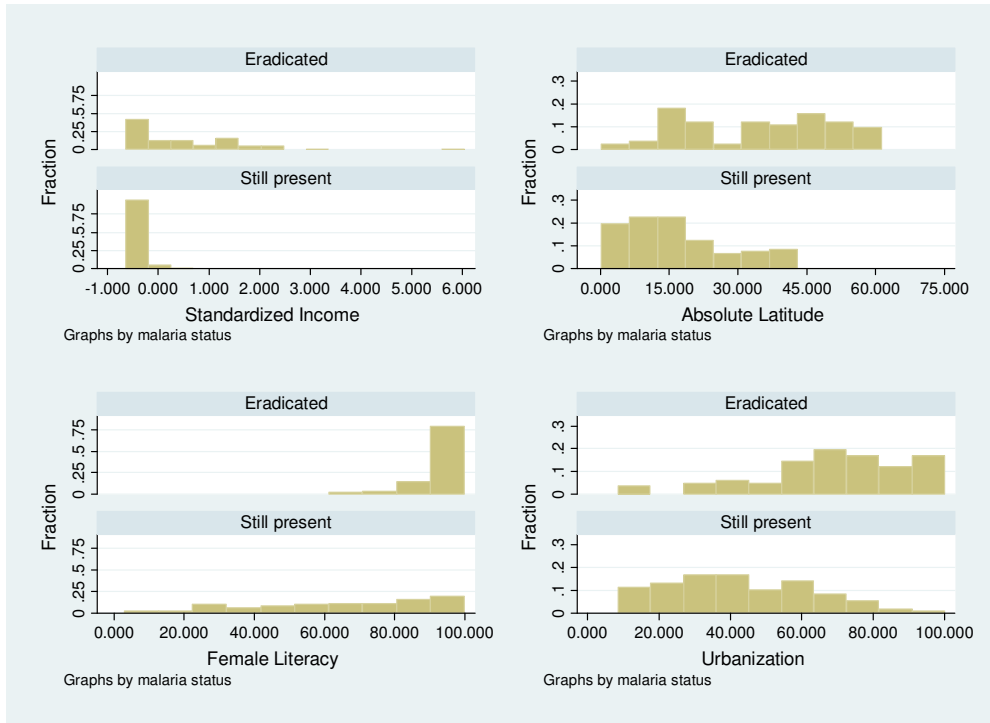 Eradicated
0 .25 .5 .75
Still present
0 .25 .5 .75
Fraction
-1.000 0.000 1.000 2.000 3.000 4.000 5.000 6.000
Standardized Income
Graphs by malaria status
Eradicated
0 .1 .2 .3
Still present
0 .1 .2 .3
Fraction
0.000 15.000 30.000 45.000 60.000 75.000
Absolute Latitude
Graphs by malaria status
Eradicated
0 .25 .5 .75
Still present
0 .25 .5 .75
Fraction
0.000 20.000 40.000 60.000 80.000 100.000
Female Literacy
Graphs by malaria status
Eradicated
0 .1 .2 .3
Still present
0 .1 .2 .3
Fraction
0.000 20.000 40.000 60.000 80.000 100.000
Urbanization
Graphs by malaria status